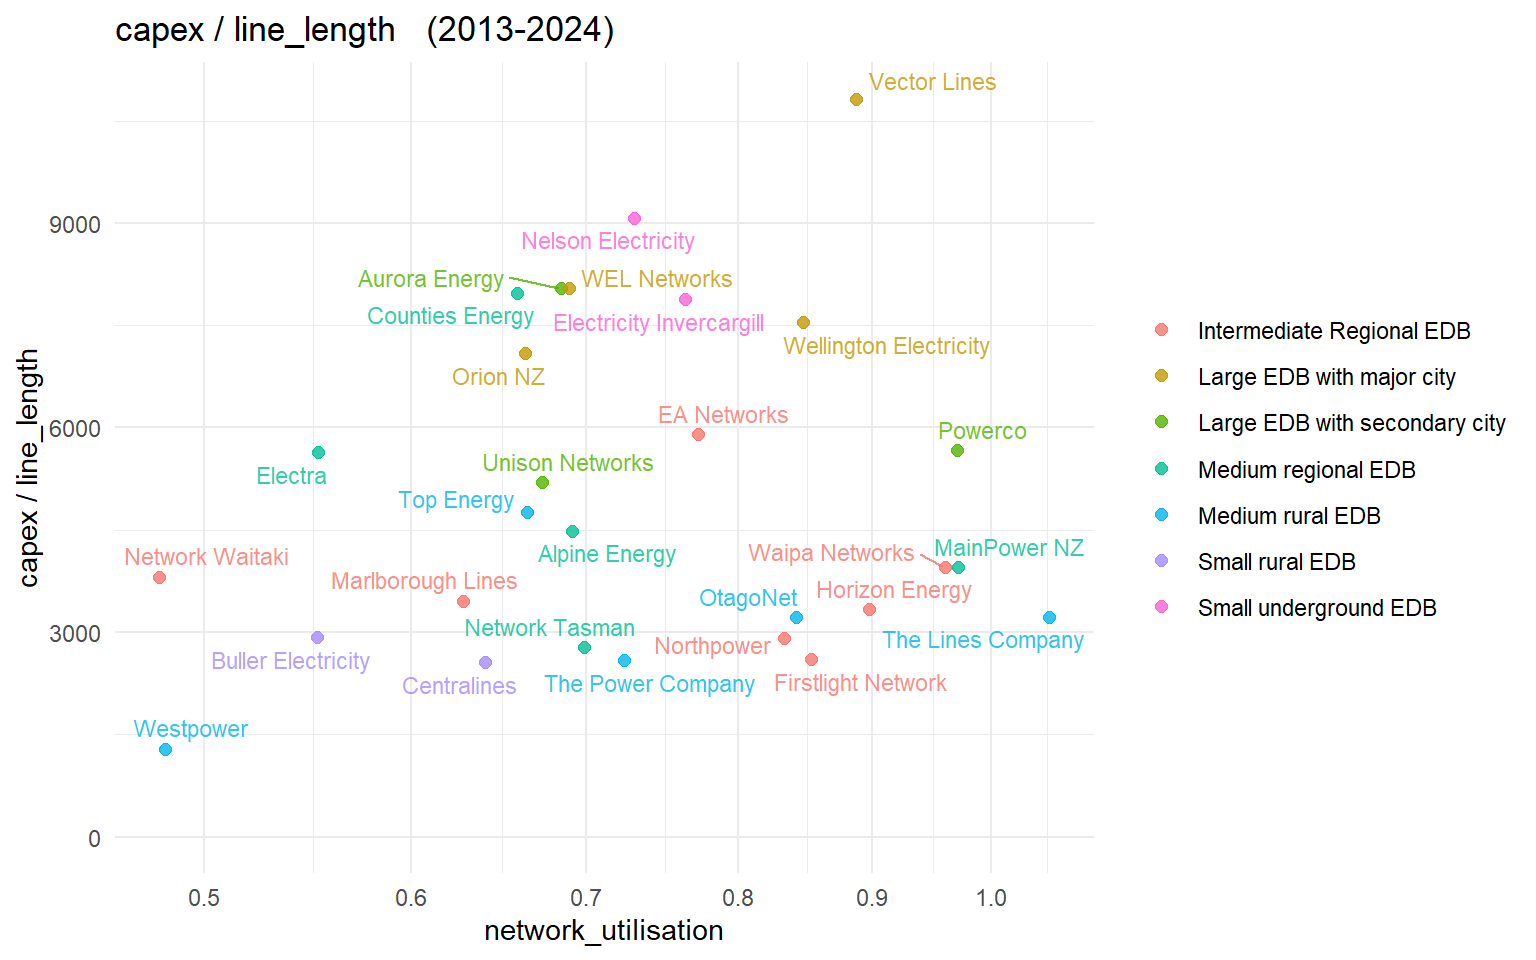 capex / line_length (2013-2024)
Vector Lines
9000
Nelson Electricity
Aurora Energy
WEL Networks
Counties Energy
Electricity Invercargill
Wellington Electricity
Orion NZ
EA Networks
6000
Powerco
Unison Networks
Electra
Top Energy
Alpine Energy
Waipa Networks
MainPower NZ
Network Waitaki
Marlborough Lines
Horizon Energy
OtagoNet
3000
Network Tasman
Northpower
The Lines Company
Buller Electricity
Centralines
The Power Company
Firstlight Network
Westpower
0
0.5
0.6
0.7
0.8
0.9
1.0
network_utilisation
capex / line_length
Intermediate Regional EDB
Large EDB with major city
Large EDB with secondary city
Medium regional EDB
Medium rural EDB
Small rural EDB
Small underground EDB